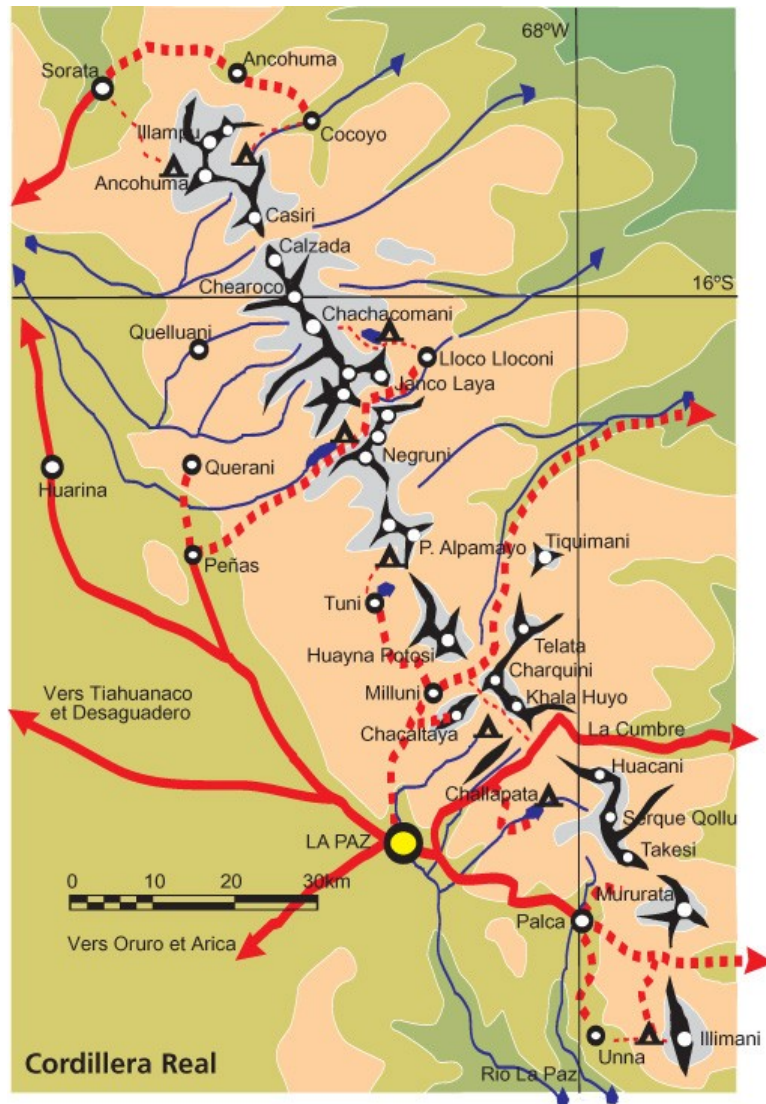 68ºW
Ancohuma
Sorata
Illampu
Cocoyo
Ancohuma
Casiri
Calzada
16ºS
Chearoco
Chachacomani
Quelluani
Lloco Lloconi
Janco Laya
Negruni
Querani
Huarina
P. Alpamayo
Tiquimani
Peñas
Tuni
Telata
Huayna Potosi
Charquini
Milluni
Khala Huyo
Vers Tiahuanaco
et Desaguadero
Chacaltaya
La Cumbre
Huacani
Challapata
Serque Qollu
LA PAZ
Takesi
0 10 20 30km
Mururata
Palca
Vers Oruro et Arica
Illimani
Unna
Cordillera Real
Rio La Paz